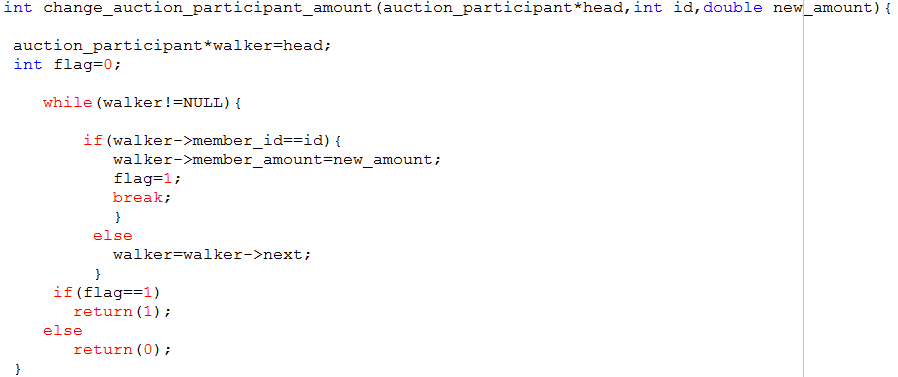 int change_auction_participant_amount(auction_participant*head,int id,double new_amount){
auction_participant*walker=head;
int flag=0;
while(walker!=NULL){
if(walker->member_id==id){
walker->member_amount=new_amount;
flag=1;
break;
}
else
walker=walker->next;
}
if(flag==1)
return(1);
else
return(0);
}